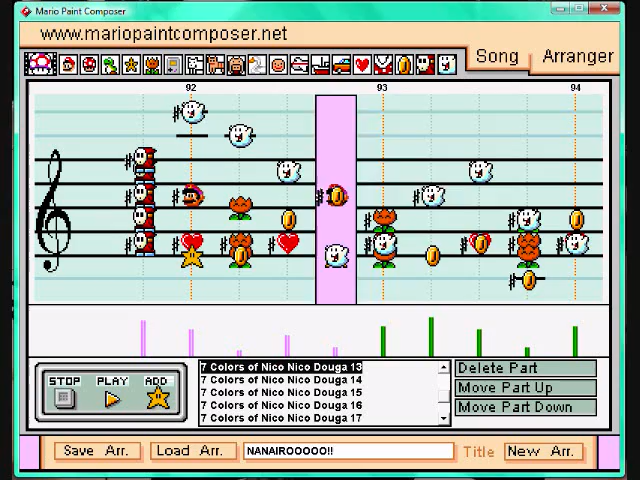 Mario Paint Composer
www.mariopaintcomposer.net
Song
Arranger
92
93
94
STOP
PLAY
ADD
7 Colors of Nico Nico Douga 13
7 Colors of Nico Nico Douga 14
7 Colors of Nico Nico Douga 15
7 Colors of Nico Nico Douga 16
7 Colors of Nico Nico Douga 17
Delete Part
Move Part Up
Move Part Down
Save Arr.
Load Arr.
NANAIROOOOO!!
Title
New Arr.